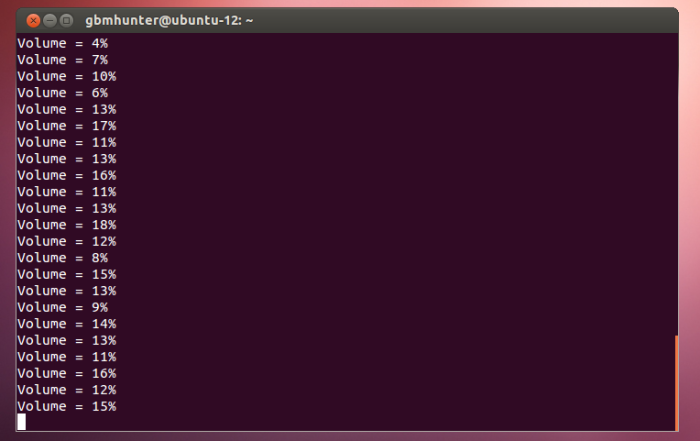 gbmhunter@ubuntu-12: ~
Volume = 4%
Volume = 7%
Volume = 10%
Volume = 6%
Volume = 13%
Volume = 17%
Volume = 11%
Volume = 13%
Volume = 16%
Volume = 11%
Volume = 13%
Volume = 18%
Volume = 12%
Volume = 8%
Volume = 15%
Volume = 13%
Volume = 9%
Volume = 14%
Volume = 13%
Volume = 11%
Volume = 16%
Volume = 12%
Volume = 15%